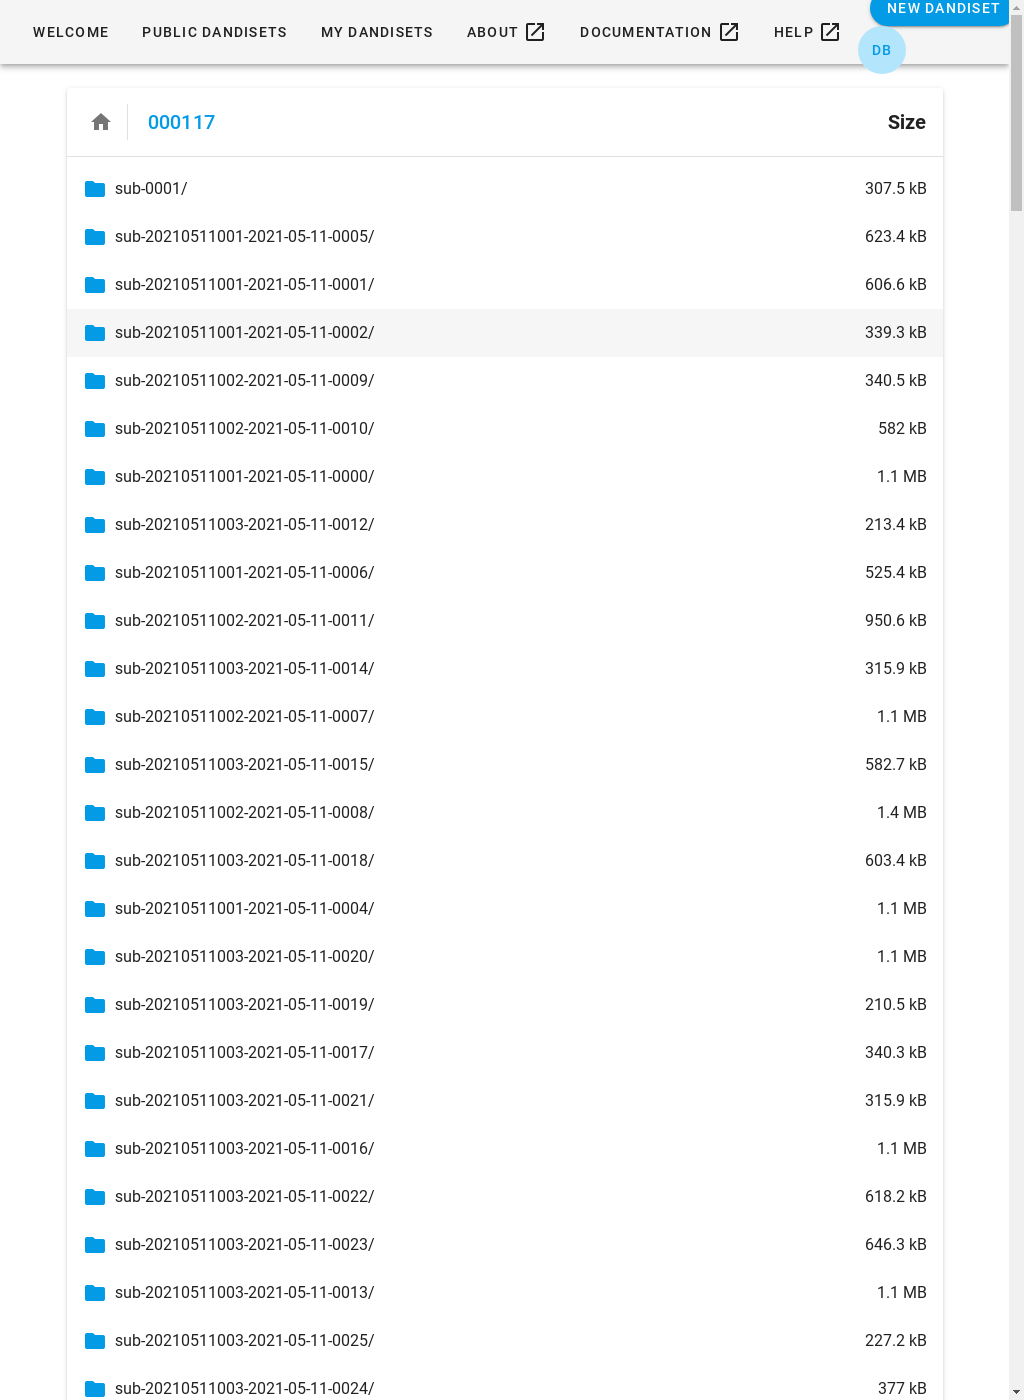 NEW DANDISET
WELCOME PUBLIC DANDISETS MY DANDISETS ABOUT DOCUMENTATION HELP
DB
000117 Size
sub-0001/ 307.5 kB
sub-20210511001-2021-05-11-0005/ 623.4 kB
sub-20210511001-2021-05-11-0001/ 606.6 kB
sub-20210511001-2021-05-11-0002/ 339.3 kB
sub-20210511002-2021-05-11-0009/ 340.5 kB
sub-20210511002-2021-05-11-0010/ 582 kB
sub-20210511001-2021-05-11-0000/ 1.1 MB
sub-20210511003-2021-05-11-0012/ 213.4 kB
sub-20210511001-2021-05-11-0006/ 525.4 kB
sub-20210511002-2021-05-11-0011/ 950.6 kB
sub-20210511003-2021-05-11-0014/ 315.9 kB
sub-20210511002-2021-05-11-0007/ 1.1 MB
sub-20210511003-2021-05-11-0015/ 582.7 kB
sub-20210511002-2021-05-11-0008/ 1.4 MB
sub-20210511003-2021-05-11-0018/ 603.4 kB
sub-20210511001-2021-05-11-0004/ 1.1 MB
sub-20210511003-2021-05-11-0020/ 1.1 MB
sub-20210511003-2021-05-11-0019/ 210.5 kB
sub-20210511003-2021-05-11-0017/ 340.3 kB
sub-20210511003-2021-05-11-0021/ 315.9 kB
sub-20210511003-2021-05-11-0016/ 1.1 MB
sub-20210511003-2021-05-11-0022/ 618.2 kB
sub-20210511003-2021-05-11-0023/ 646.3 kB
sub-20210511003-2021-05-11-0013/ 1.1 MB
sub-20210511003-2021-05-11-0025/ 227.2 kB
sub-20210511003-2021-05-11-0024/ 377 kB